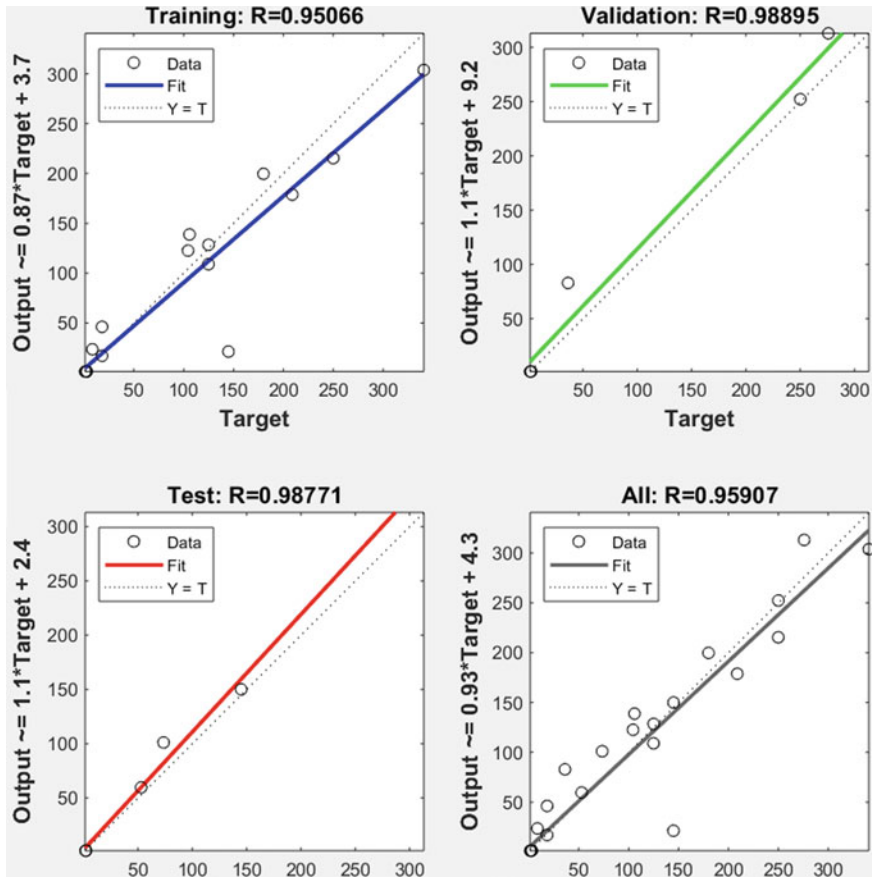 Training: R=0.95066
Output ~= 0.87*Target + 3.7
Data
Fit
Y = T
300
250
200
150
100
50
50 100 150 200 250 300
Target
Validation: R=0.98895
Output ~= 1.1*Target + 9.2
Data
Fit
Y = T
300
250
200
150
100
50
50 100 150 200 250 300
Target
Test: R=0.98771
Output ~= 1.1*Target + 2.4
Data
Fit
Y = T
300
250
200
150
100
50
50 100 150 200 250 300
All: R=0.95907
Output ~= 0.93*Target + 4.3
Data
Fit
Y = T
300
250
200
150
100
50
50 100 150 200 250 300